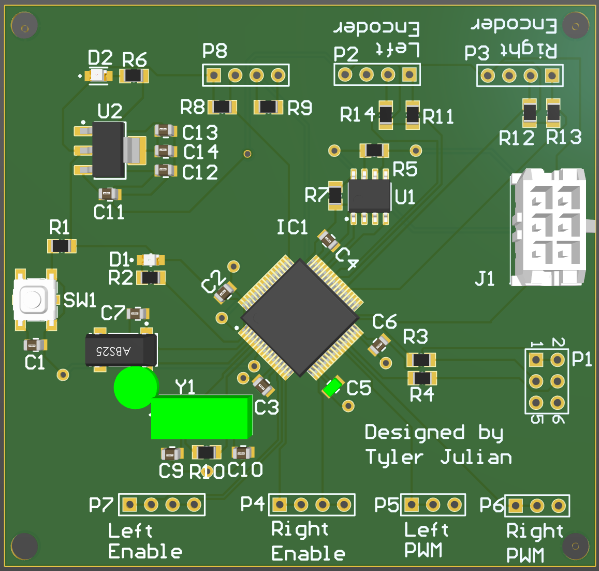 Left
Encoder
Right
Encoder
D2
R6
P8
P2
P3
R8
R9
R14
R11
R12
R13
U2
C13
C14
C12
C11
R5
R7
U1
IC1
C4
R1
D1
R2
C2
J1
SW1
C7
C1
ABS25
C6
R3
R4
1
2
P1
5
6
Y1
C3
C5
Designed by
Tyler Julian
C9
R10
C10
P7
P4
P5
P6
Left
Enable
Right
Enable
Left
PWM
Right
PWM